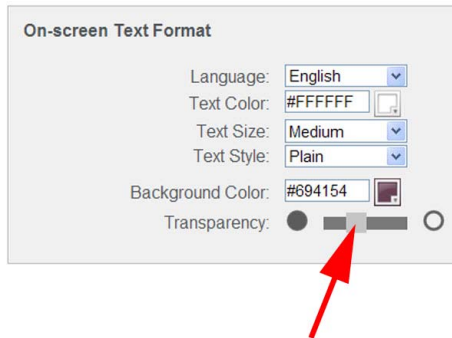 On-screen Text Format
Language: English
Text Color: #FFFFFF
Text Size: Medium
Text Style: Plain
Background Color: #694154
Transparency: